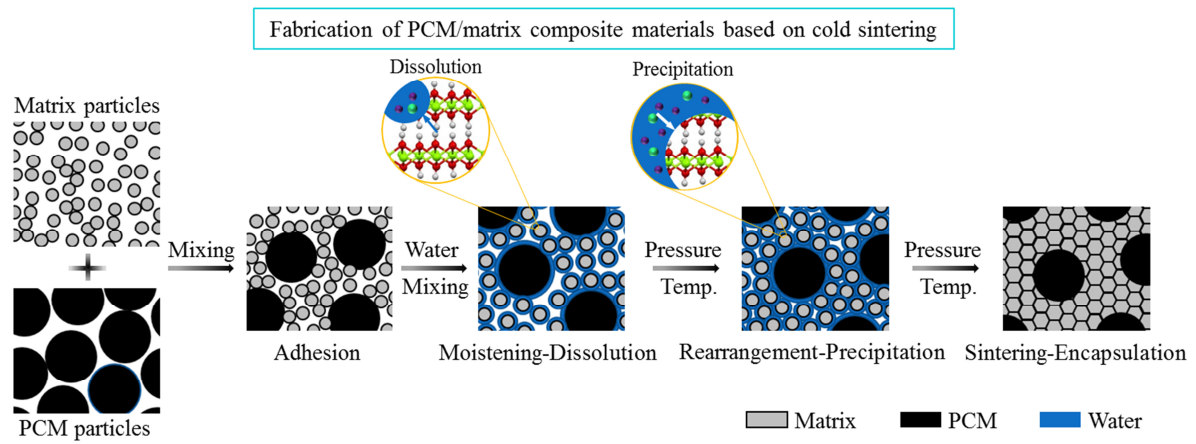 Fabrication of PCM/matrix composite materials based on cold sintering
Dissolution
Precipitation
Matrix particles
Mixing
Water
Mixing
Pressure
Temp.
Pressure
Temp.
Adhesion
Moistening-Dissolution
Rearrangement-Precipitation
Sintering-Encapsulation
PCM particles
Matrix
PCM
Water